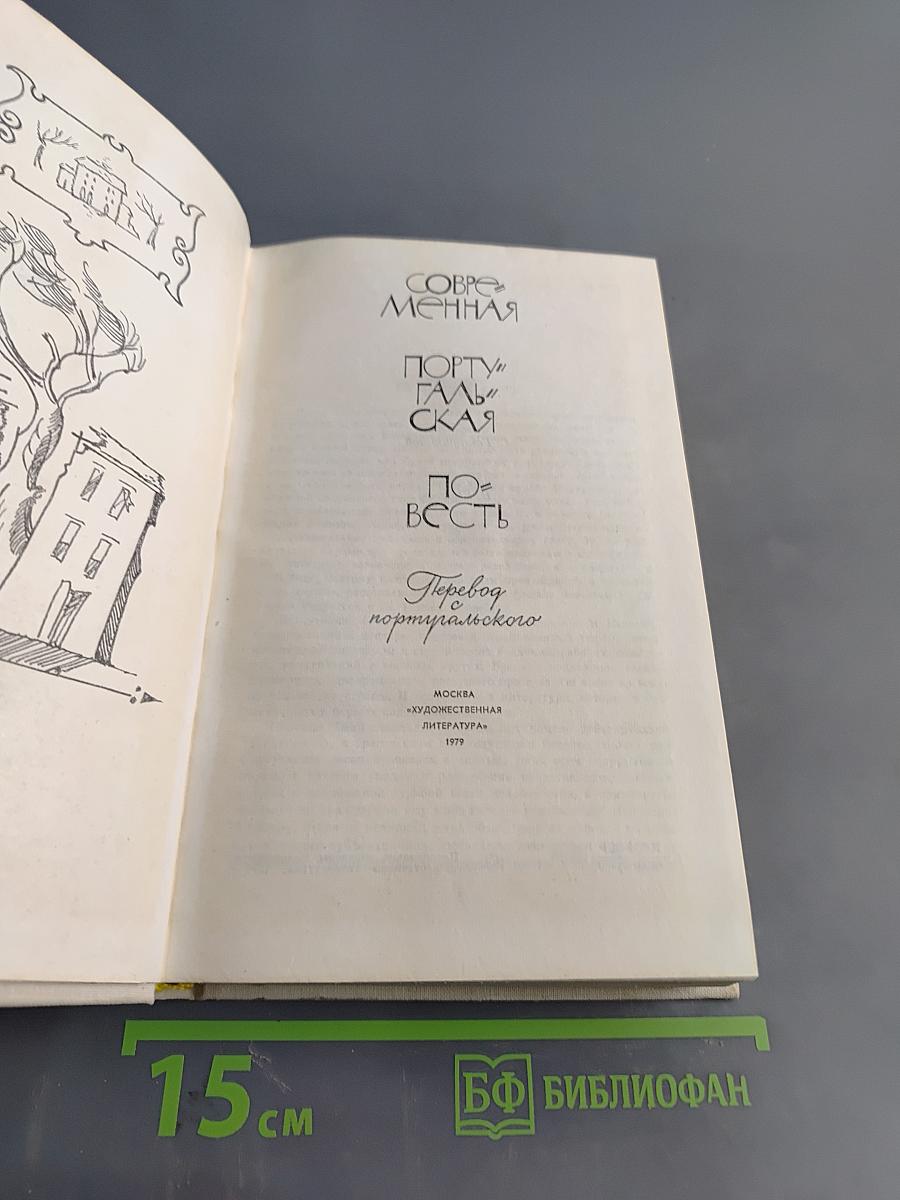 СОВРЕ=
МЕННАЯ
ПОРТУ=
ГАЛЬ=
СКАЯ
ПО=
ВЕСТЬ
Перевод
с
португальского
МОСКВА
«ХУДОЖЕСТВЕННАЯ
ЛИТЕРАТУРА»
1979
15 см
БФ БИБЛИОФАН